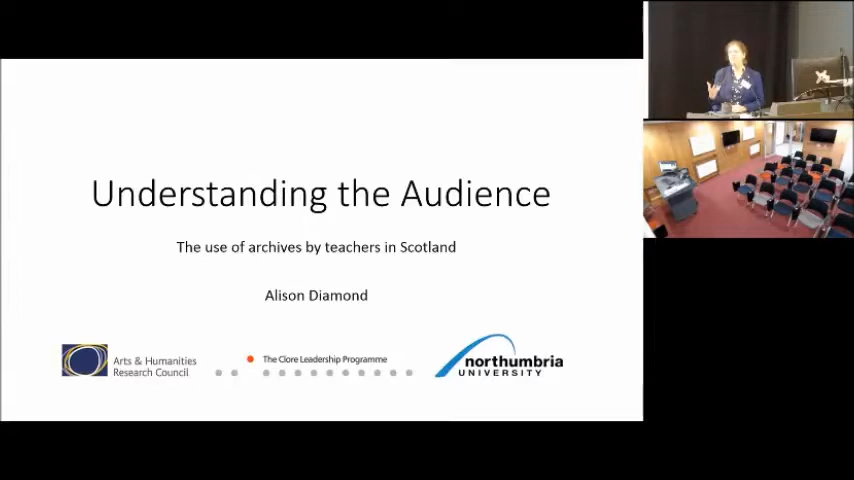 Understanding the Audience
The use of archives by teachers in Scotland
Alison Diamond
Arts & Humanities
Research Council
The Clore Leadership Programme
northumbria
UNIVERSITY